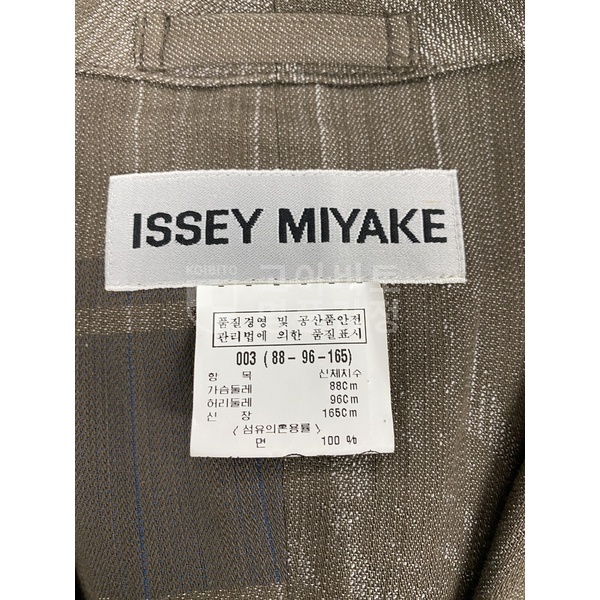 ISSEY MIYAKE
KOIBITO
품질경영 및 공산품안전
관리법에 의한 품질표시
003 (88-96-165)
항 목 신체치수
가슴둘레 88Cm
허리둘레 96Cm
신 장 165Cm
〈섬유의혼용률〉
면 100 %